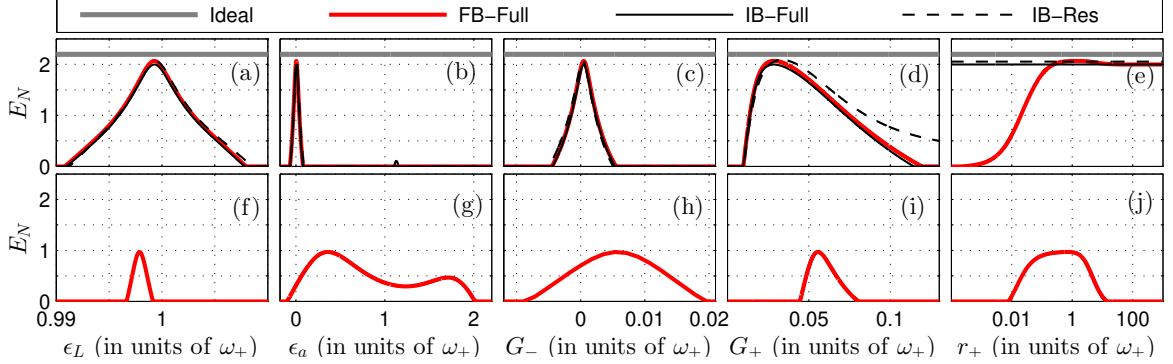 Ideal FB−Full IB−Full IB−Res
E_N 2 1 0 (a) (b) (c) (d) (e)
E_N 2 1 0 (f) (g) (h) (i) (j)
0.99 1 0 1 2 0 0.01 0.02 0.05 0.1 0.01 1 100
ϵ_L (in units of ω_+) ϵ_a (in units of ω_+) G_− (in units of ω_+) G_+ (in units of ω_+) r_+ (in units of ω_+)